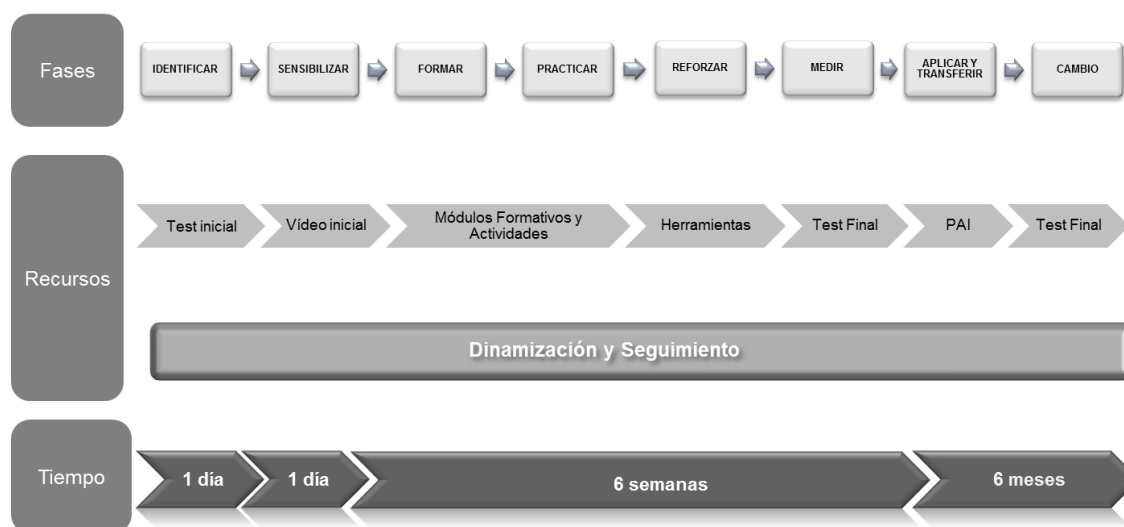 Fases
IDENTIFICAR
SENSIBILIZAR
FORMAR
PRACTICAR
REFORZAR
MEDIR
APLICAR Y
TRANSFERIR
CAMBIO
Recursos
Test inicial
Vídeo inicial
Módulos Formativos y
Actividades
Herramientas
Test Final
PAI
Test Final
Dinamización y Seguimiento
Tiempo
1 día
1 día
6 semanas
6 meses